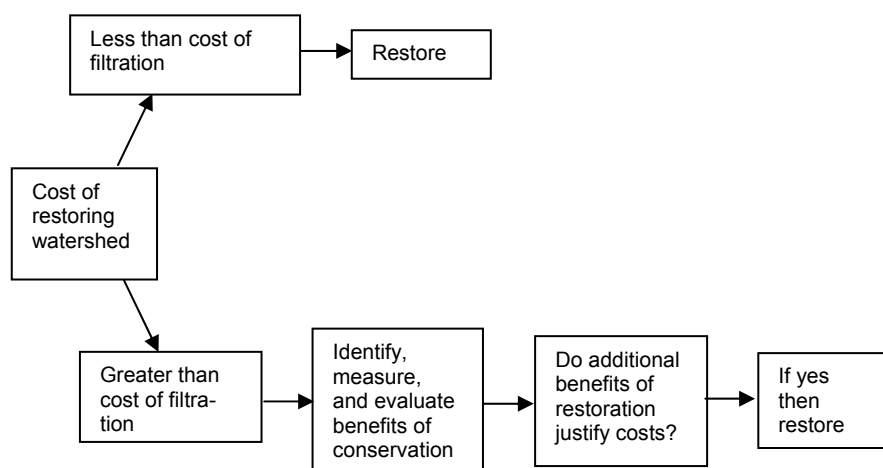 Less than cost of
filtration
Restore
Cost of
restoring
watershed
Greater than
cost of filtra-
tion
Identify,
measure,
and evaluate
benefits of
conservation
Do additional
benefits of
restoration
justify costs?
If yes
then
restore